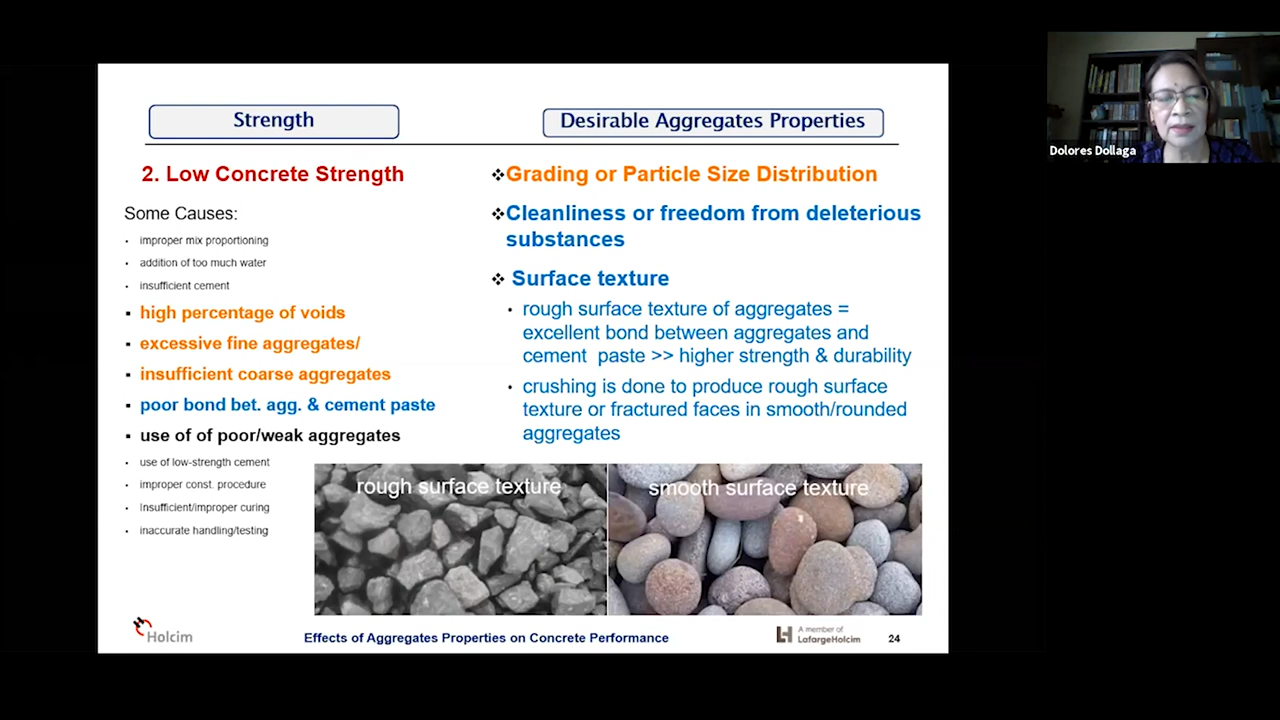 Strength
Desirable Aggregates Properties
2. Low Concrete Strength
Some Causes:
• improper mix proportioning
• addition of too much water
• insufficient cement
▪ high percentage of voids
▪ excessive fine aggregates/
▪ insufficient coarse aggregates
▪ poor bond bet. agg. & cement paste
▪ use of of poor/weak aggregates
• use of low-strength cement
• improper const. procedure
• Insufficient/improper curing
• inaccurate handling/testing
❖Grading or Particle Size Distribution
❖Cleanliness or freedom from deleterious
substances
❖ Surface texture
• rough surface texture of aggregates =
excellent bond between aggregates and
cement paste >> higher strength & durability
• crushing is done to produce rough surface
texture or fractured faces in smooth/rounded
aggregates
rough surface texture
smooth surface texture
Holcim
Effects of Aggregates Properties on Concrete Performance
A member of
LafargeHolcim
24
Dolores Dollaga